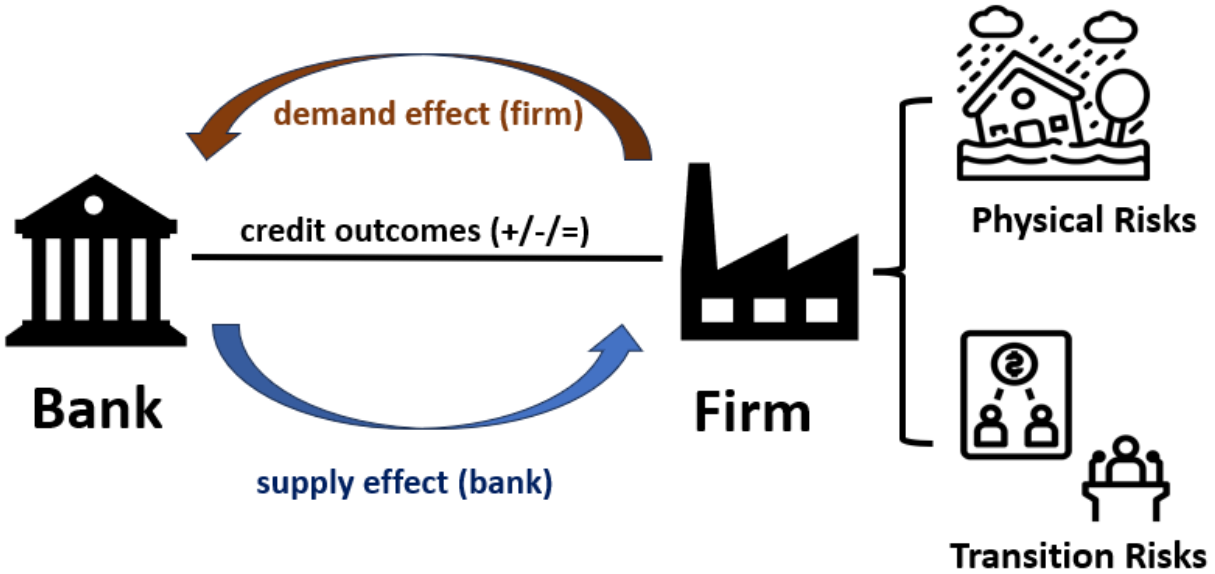 demand effect (firm)
Physical Risks
credit outcomes (+/-/=)
Bank
Firm
supply effect (bank)
$
Transition Risks